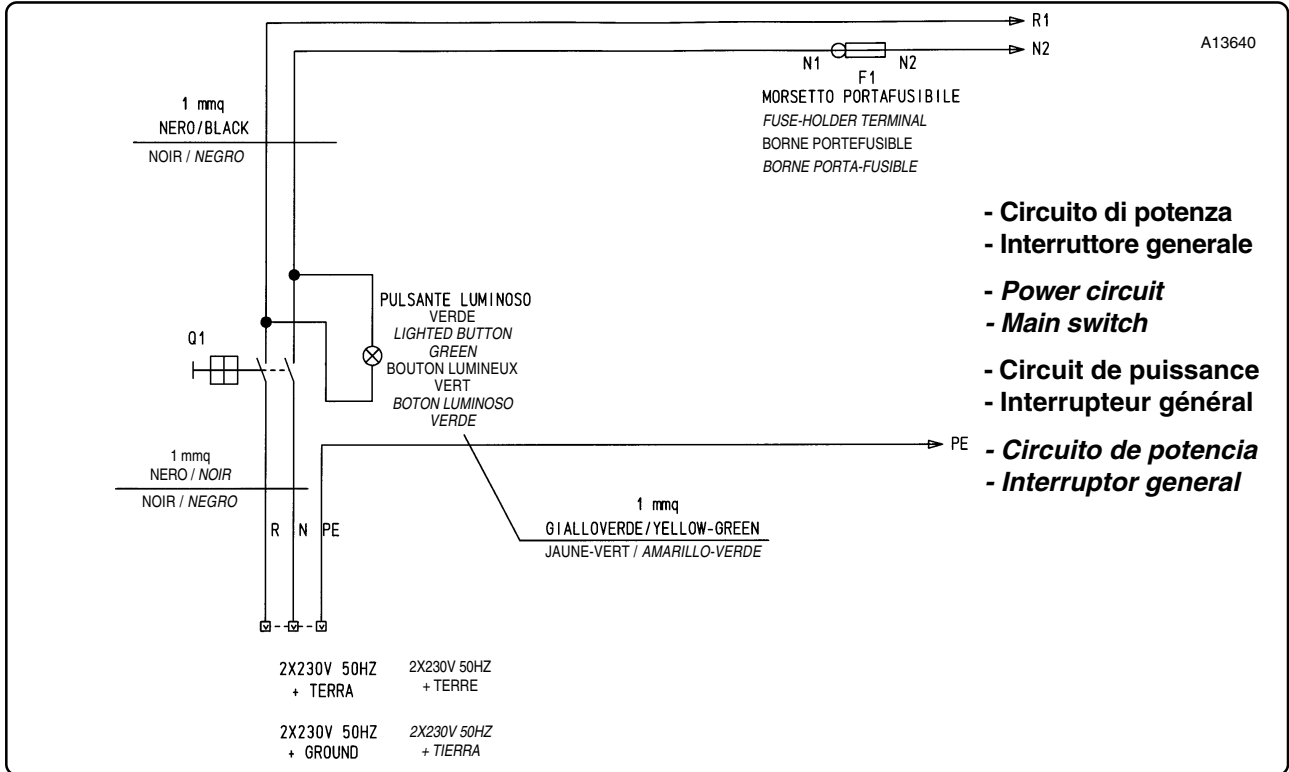 R1
N2
A13640
N1
N2
F1
MORSETTO PORTAFUSIBILE
FUSE-HOLDER TERMINAL
BORNE PORTEFUSIBLE
BORNE PORTA-FUSIBLE
1 mmq
NERO/BLACK
NOIR / NEGRO
- Circuito di potenza
- Interruttore generale
- Power circuit
- Main switch
- Circuit de puissance
- Interrupteur général
- Circuito de potencia
- Interruptor general
PULSANTE LUMINOSO
VERDE
LIGHTED BUTTON
GREEN
BOUTON LUMINEUX
VERT
BOTON LUMINOSO
VERDE
Q1
PE
1 mmq
NERO / NOIR
NOIR / NEGRO
R N PE
1 mmq
GIALLOVERDE/YELLOW-GREEN
JAUNE-VERT / AMARILLO-VERDE
2X230V 50HZ
+ TERRA
2X230V 50HZ
+ TERRE
2X230V 50HZ
+ GROUND
2X230V 50HZ
+ TIERRA